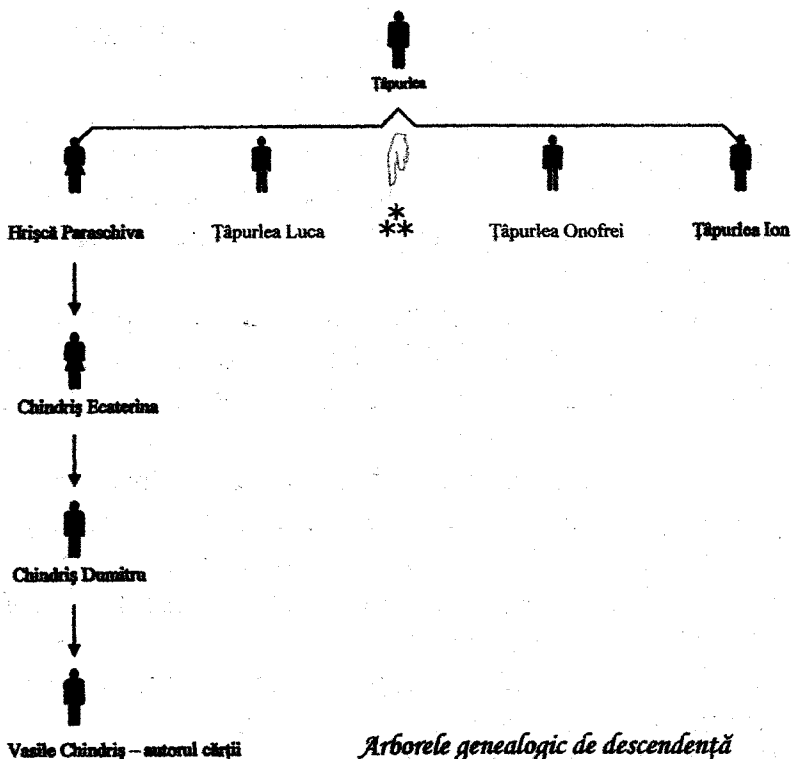 Țâpurlea
Hrișcă Paraschiva Țâpurlea Luca *** Țâpurlea Onofrei Țâpurlea Ion
Chindriș Ecaterina
Chindriș Dumitru
Vasile Chindriș – autorul cărții
Arborele genealogic de descendență